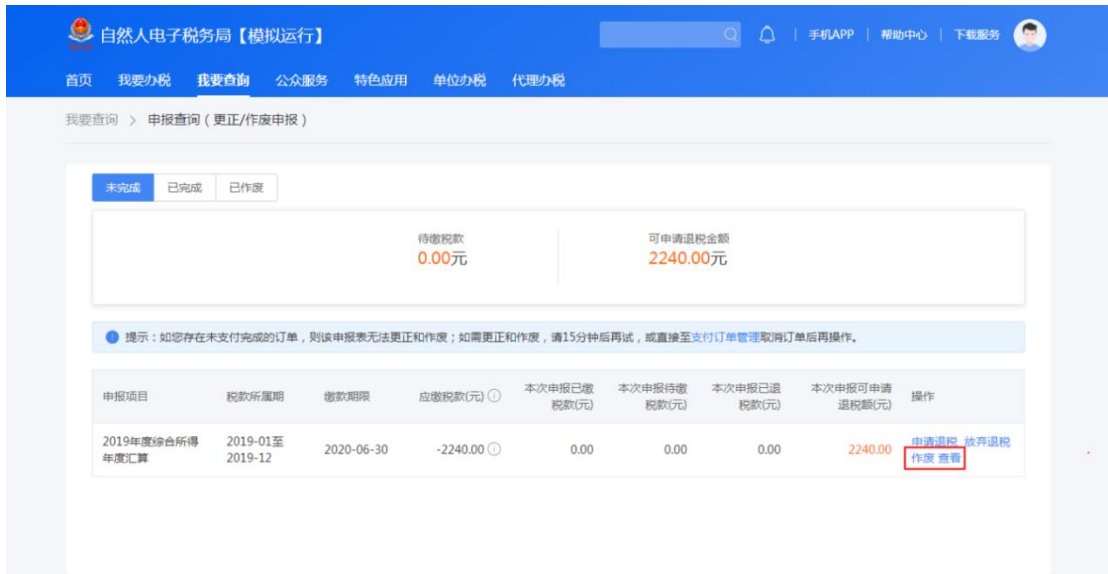 自然人电子税务局【模拟运行】
手机APP | 帮助中心 | 下载服务
首页 我要办税 我要查询 公众服务 特色应用 单位办税 代理办税
我要查询 > 申报查询(更正/作废申报)
未完成 已完成 已作废
待缴税款 可申请退税金额
0.00元 2240.00元
提示:如您存在未支付完成的订单,则该申报表无法更正和作废;如需更正和作废,请15分钟后再试,或直接至支付订单管理取消订单后再操作。
申报项目 税款所属期 缴款期限 应缴税款(元) 本次申报已缴 本次申报待缴 本次申报已退 本次申报可申请 操作
税款(元) 税款(元) 税款(元) 退税额(元)
2019年度综合所得 2019-01至 2020-06-30 -2240.00 0.00 0.00 0.00 2240.00 申请退税 放弃退税
年度汇算 2019-12 作废 查看